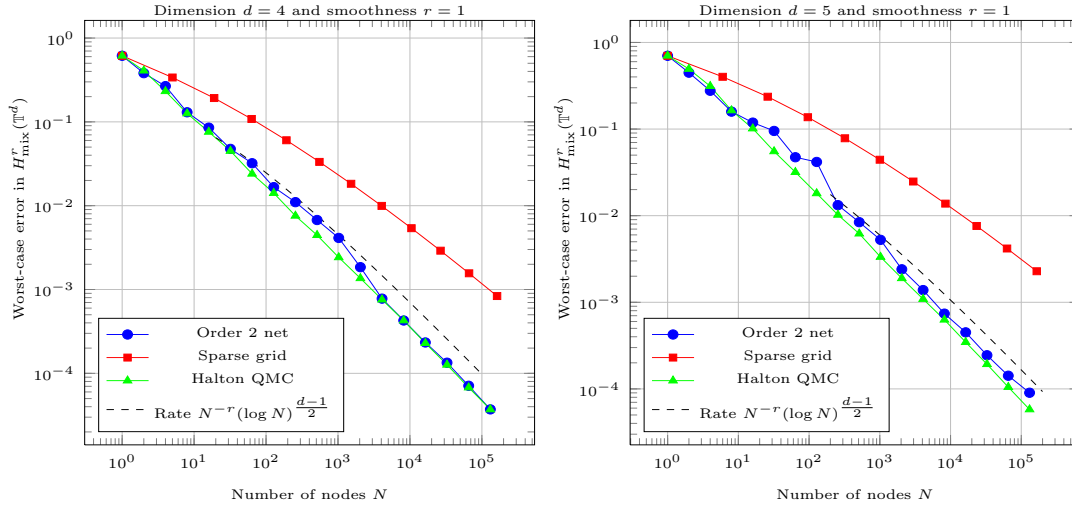 Dimension d = 4 and smoothness r = 1
Worst-case error in H^r_mix(𝕋^d)
10^0
10^−1
10^−2
10^−3
10^−4
Order 2 net
Sparse grid
Halton QMC
Rate N^−r(log N)^(d−1)/2
10^0 10^1 10^2 10^3 10^4 10^5
Number of nodes N
Dimension d = 5 and smoothness r = 1
Worst-case error in H^r_mix(𝕋^d)
10^0
10^−1
10^−2
10^−3
10^−4
Order 2 net
Sparse grid
Halton QMC
Rate N^−r(log N)^(d−1)/2
10^0 10^1 10^2 10^3 10^4 10^5
Number of nodes N